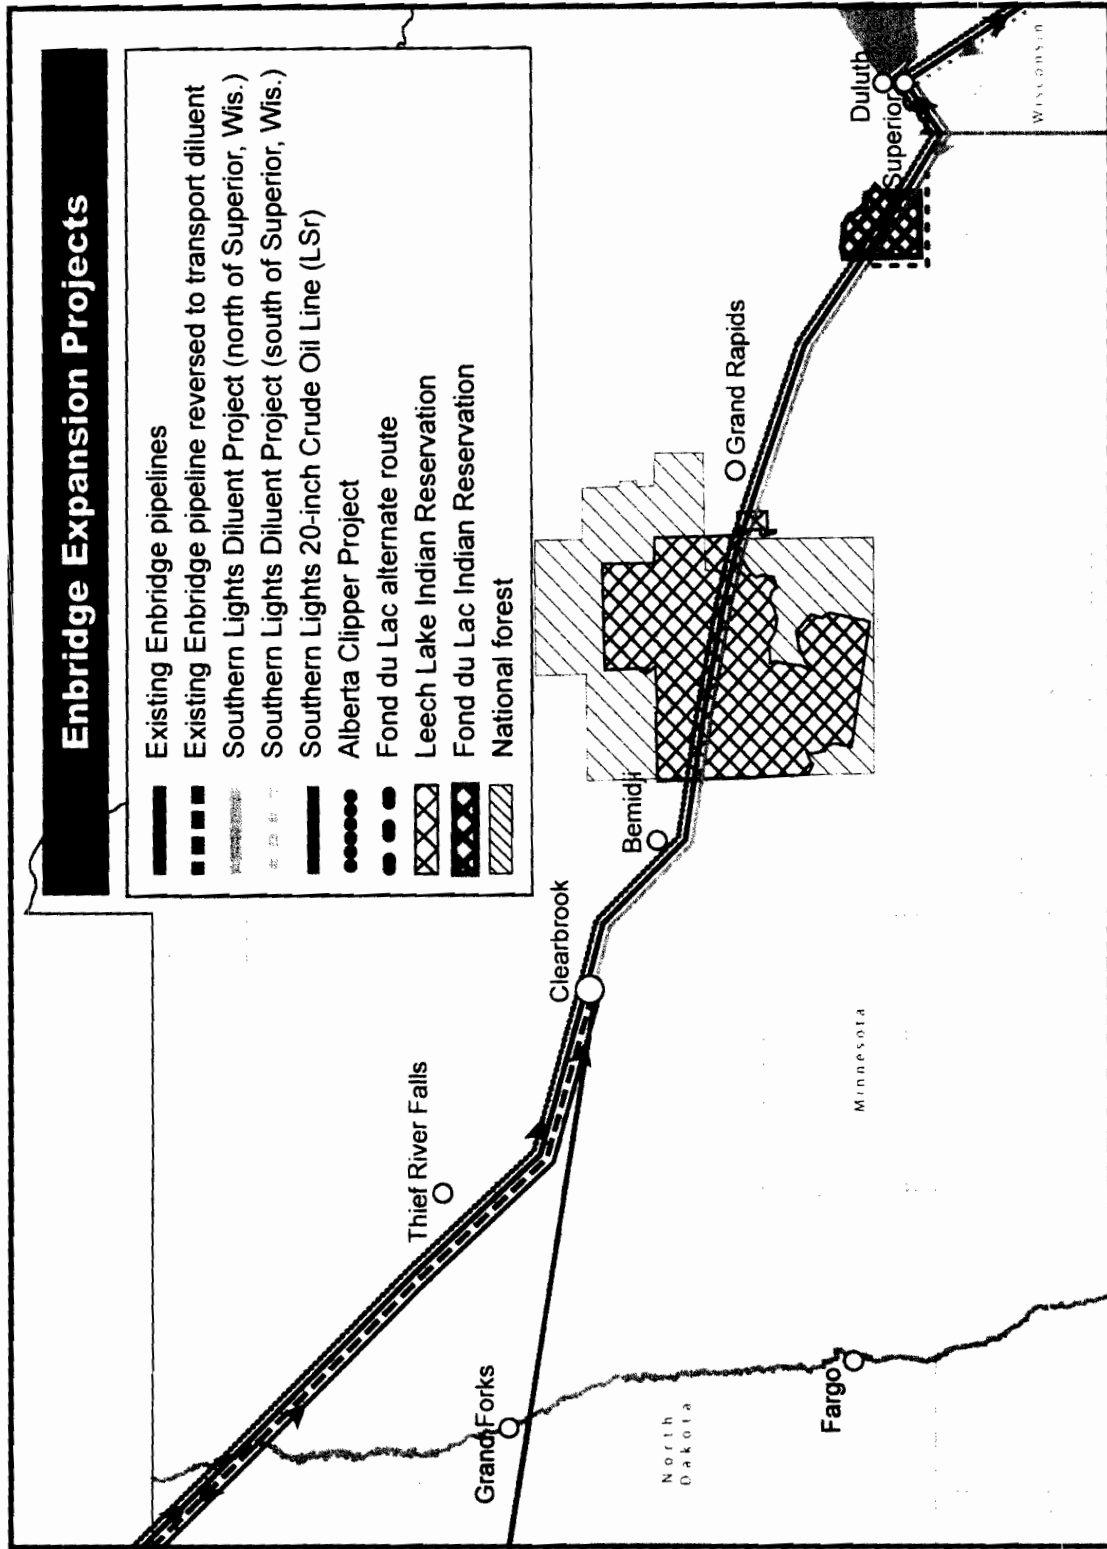 Enbridge Expansion Projects
Existing Enbridge pipelines
Existing Enbridge pipeline reversed to transport diluent
Southern Lights Diluent Project (north of Superior, Wis.)
Southern Lights Diluent Project (south of Superior, Wis.)
Southern Lights 20-inch Crude Oil Line (LSr)
Alberta Clipper Project
Fond du Lac alternate route
Leech Lake Indian Reservation
Fond du Lac Indian Reservation
National forest
Thief River Falls
Grand Forks
Clearbrook
Bemidji
Grand Rapids
Duluth
Superior
Fargo
North
Dakota
Minnesota
Wisconsin